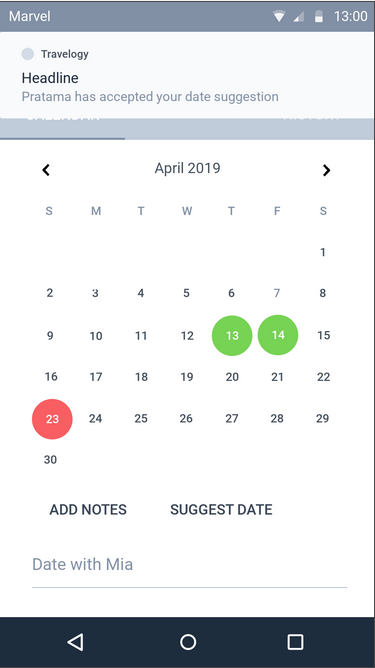 Marvel 13:00
Travelogy
Headline
Pratama has accepted your date suggestion
April 2019
S M T W T F S
1
2 3 4 5 6 7 8
9 10 11 12 13 14 15
16 17 18 19 20 21 22
23 24 25 26 27 28 29
30
ADD NOTES SUGGEST DATE
Date with Mia